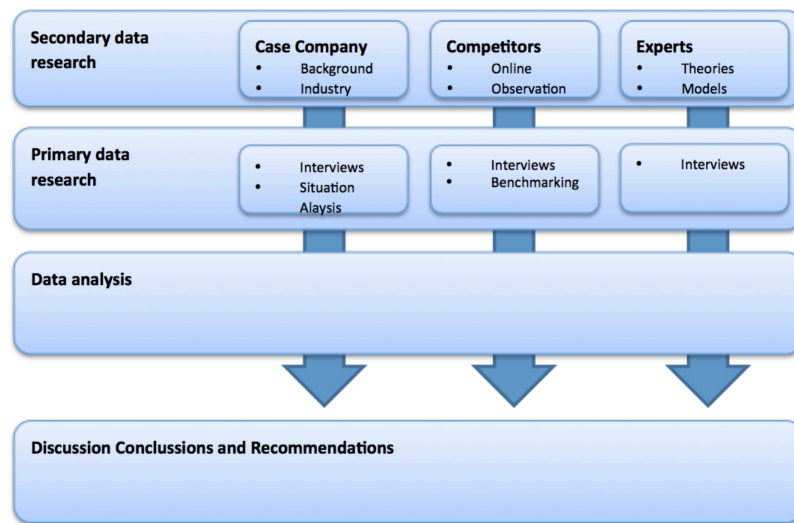 Secondary data
research
Case Company
• Background
• Industry
Competitors
• Online
• Observation
Experts
• Theories
• Models
Primary data
research
• Interviews
• Situation
Alaysis
• Interviews
• Benchmarking
• Interviews
Data analysis
Discussion Conclussions and Recommendations